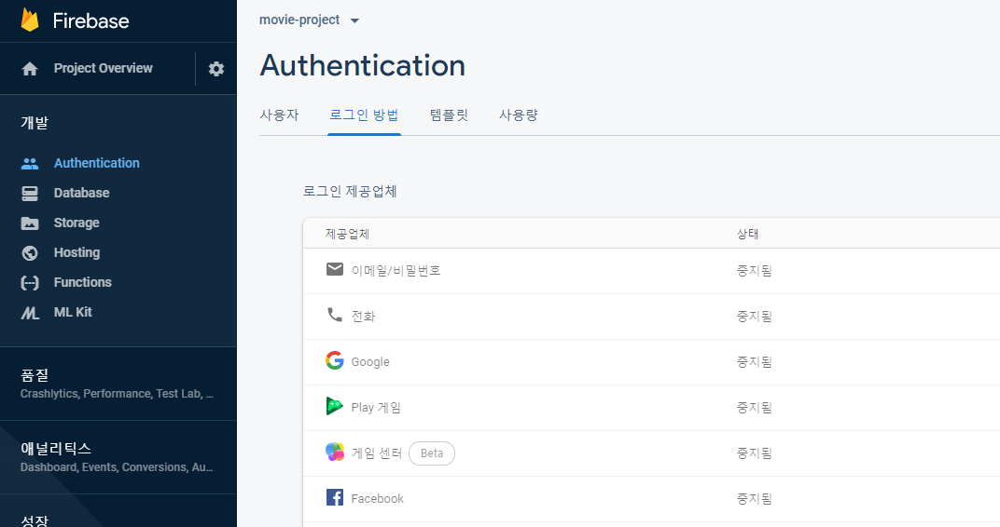 Firebase
Project Overview
개발
Authentication
Database
Storage
Hosting
Functions
ML Kit
품질
Crashlytics, Performance, Test Lab, ...
애널리틱스
Dashboard, Events, Conversions, Au...
성장
movie-project
Authentication
사용자 로그인 방법 템플릿 사용량
로그인 제공업체
제공업체 상태
이메일/비밀번호 중지됨
전화 중지됨
Google 중지됨
Play 게임 중지됨
게임 센터 Beta 중지됨
Facebook 중지됨